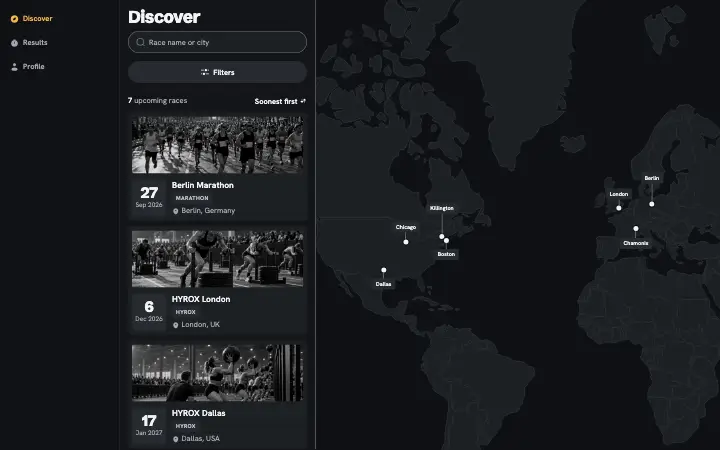 Discover
Results
Profile
Discover
Race name or city
Filters
7 upcoming races
Soonest first
27
Sep 2026
Berlin Marathon
MARATHON
Berlin, Germany
6
Dec 2026
HYROX London
HYROX
London, UK
17
Jan 2027
HYROX Dallas
HYROX
Dallas, USA
Berlin
London
Killington
Chicago
Chamonix
Boston
Dallas